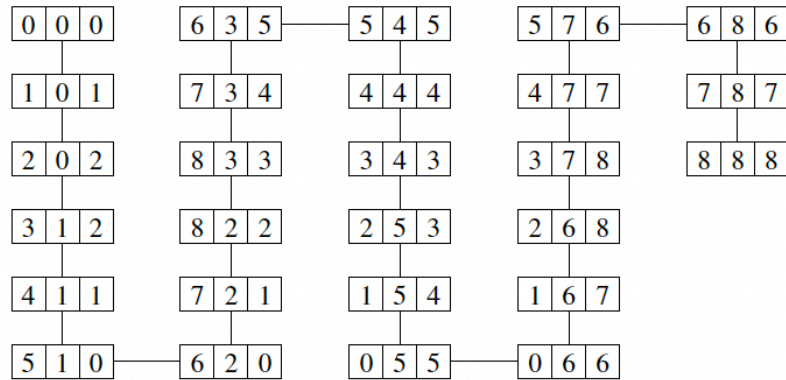 0 0 0 6 3 5 5 4 5 5 7 6 6 8 6
1 0 1 7 3 4 4 4 4 4 7 7 7 8 7
2 0 2 8 3 3 3 4 3 3 7 8 8 8 8
3 1 2 8 2 2 2 5 3 2 6 8
4 1 1 7 2 1 1 5 4 1 6 7
5 1 0 6 2 0 0 5 5 0 6 6